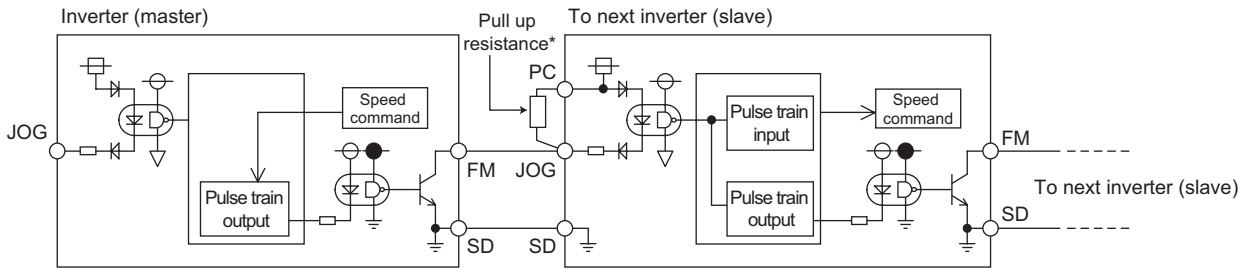 Inverter (master)
Pull up
resistance*
To next inverter (slave)
PC
JOG
Speed
command
Pulse train
output
FM
SD
JOG
SD
Pulse train
input
Pulse train
output
Speed
command
FM
SD
To next inverter (slave)